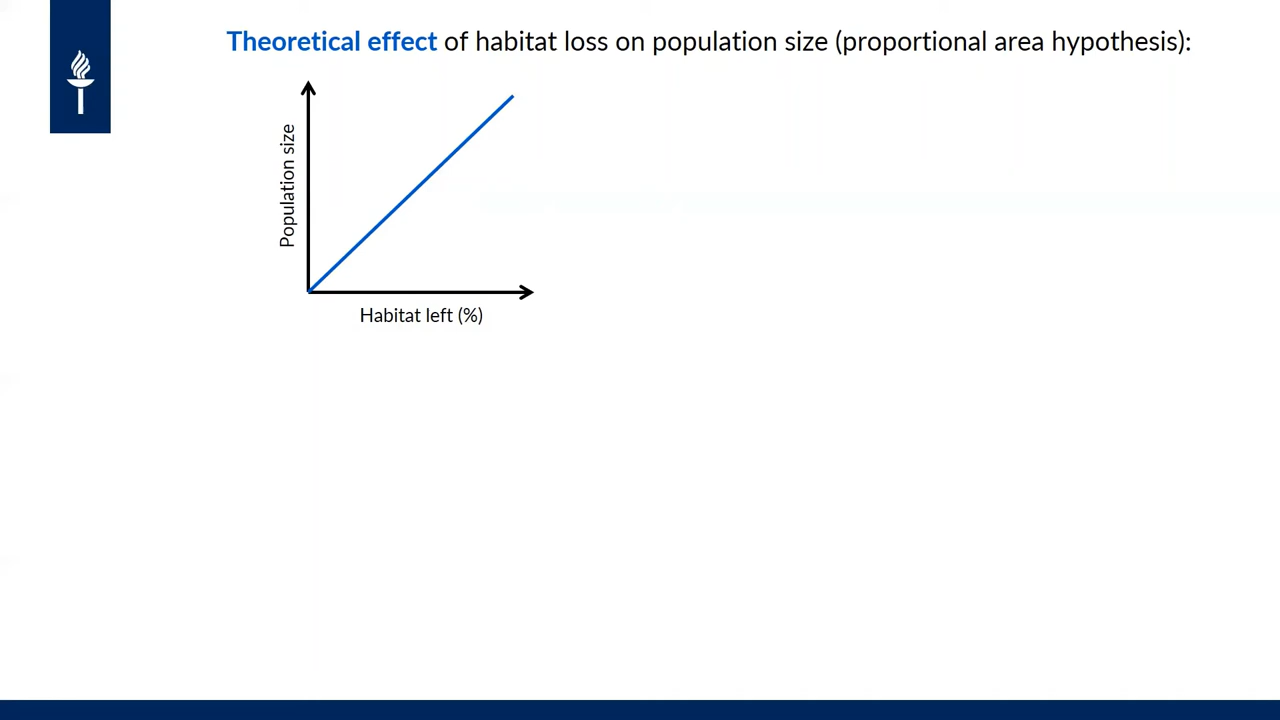 Theoretical effect of habitat loss on population size (proportional area hypothesis):
Population size
Habitat left (%)